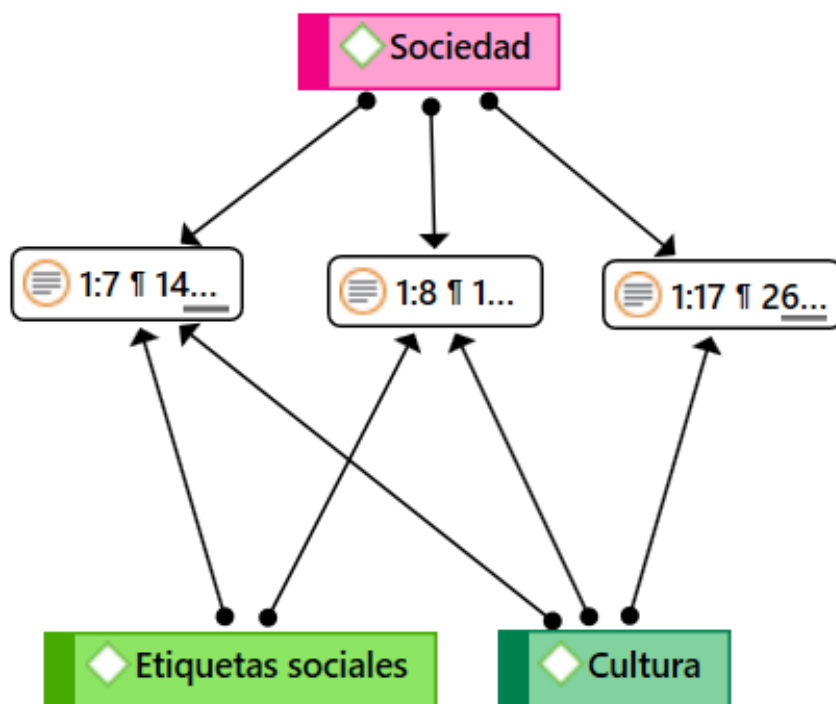 Sociedad
1:7 ¶ 14...
1:8 ¶ 1...
1:17 ¶ 26...
Etiquetas sociales
Cultura